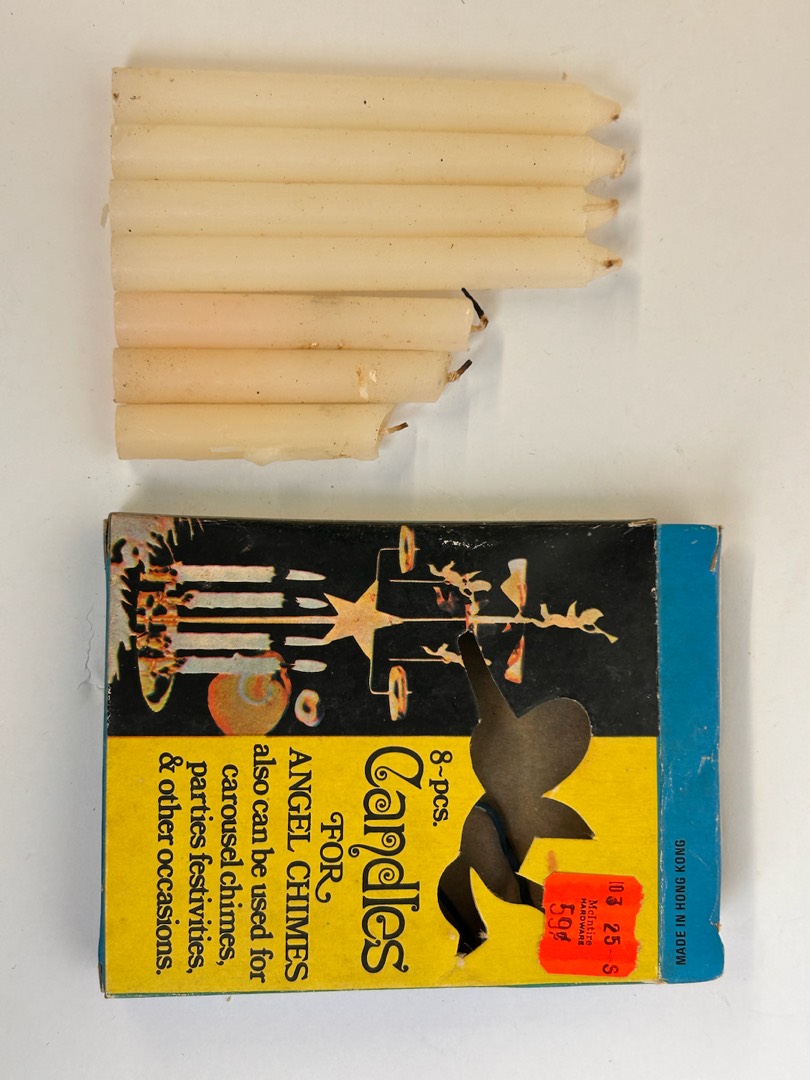 8~pcs.
Candles
FOR
ANGEL CHIMES
also can be used for
carousel chimes,
parties festivities,
& other occasions.
10 3 25 S
McIntire
HARDWARE
59¢
MADE IN HONG KONG